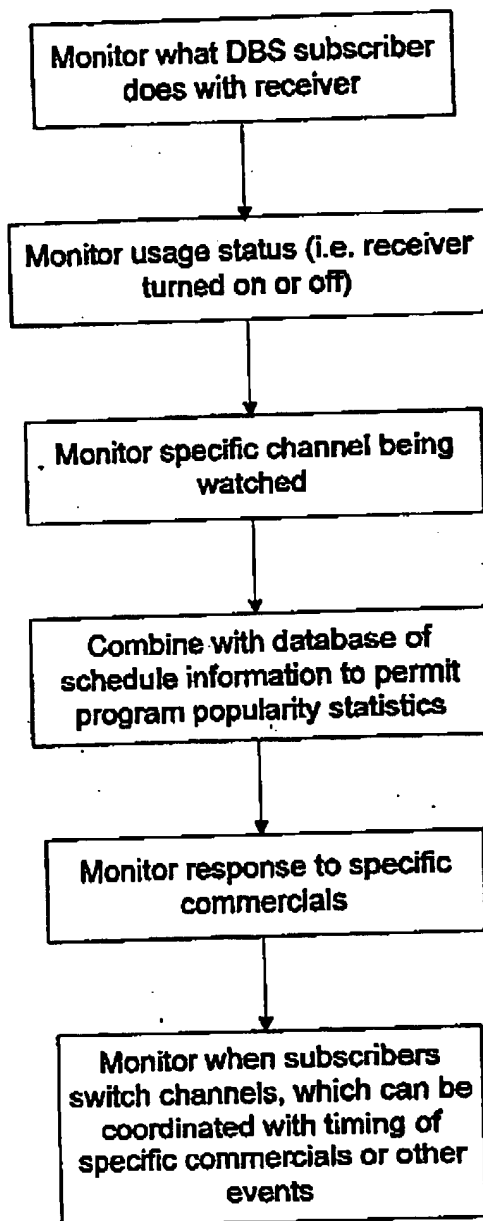 Monitor what DBS subscriber
does with receiver
Monitor usage status (i.e. receiver
turned on or off)
Monitor specific channel being
watched
Combine with database of
schedule information to permit
program popularity statistics
Monitor response to specific
commercials
Monitor when subscribers
switch channels, which can be
coordinated with timing of
specific commercials or other
events